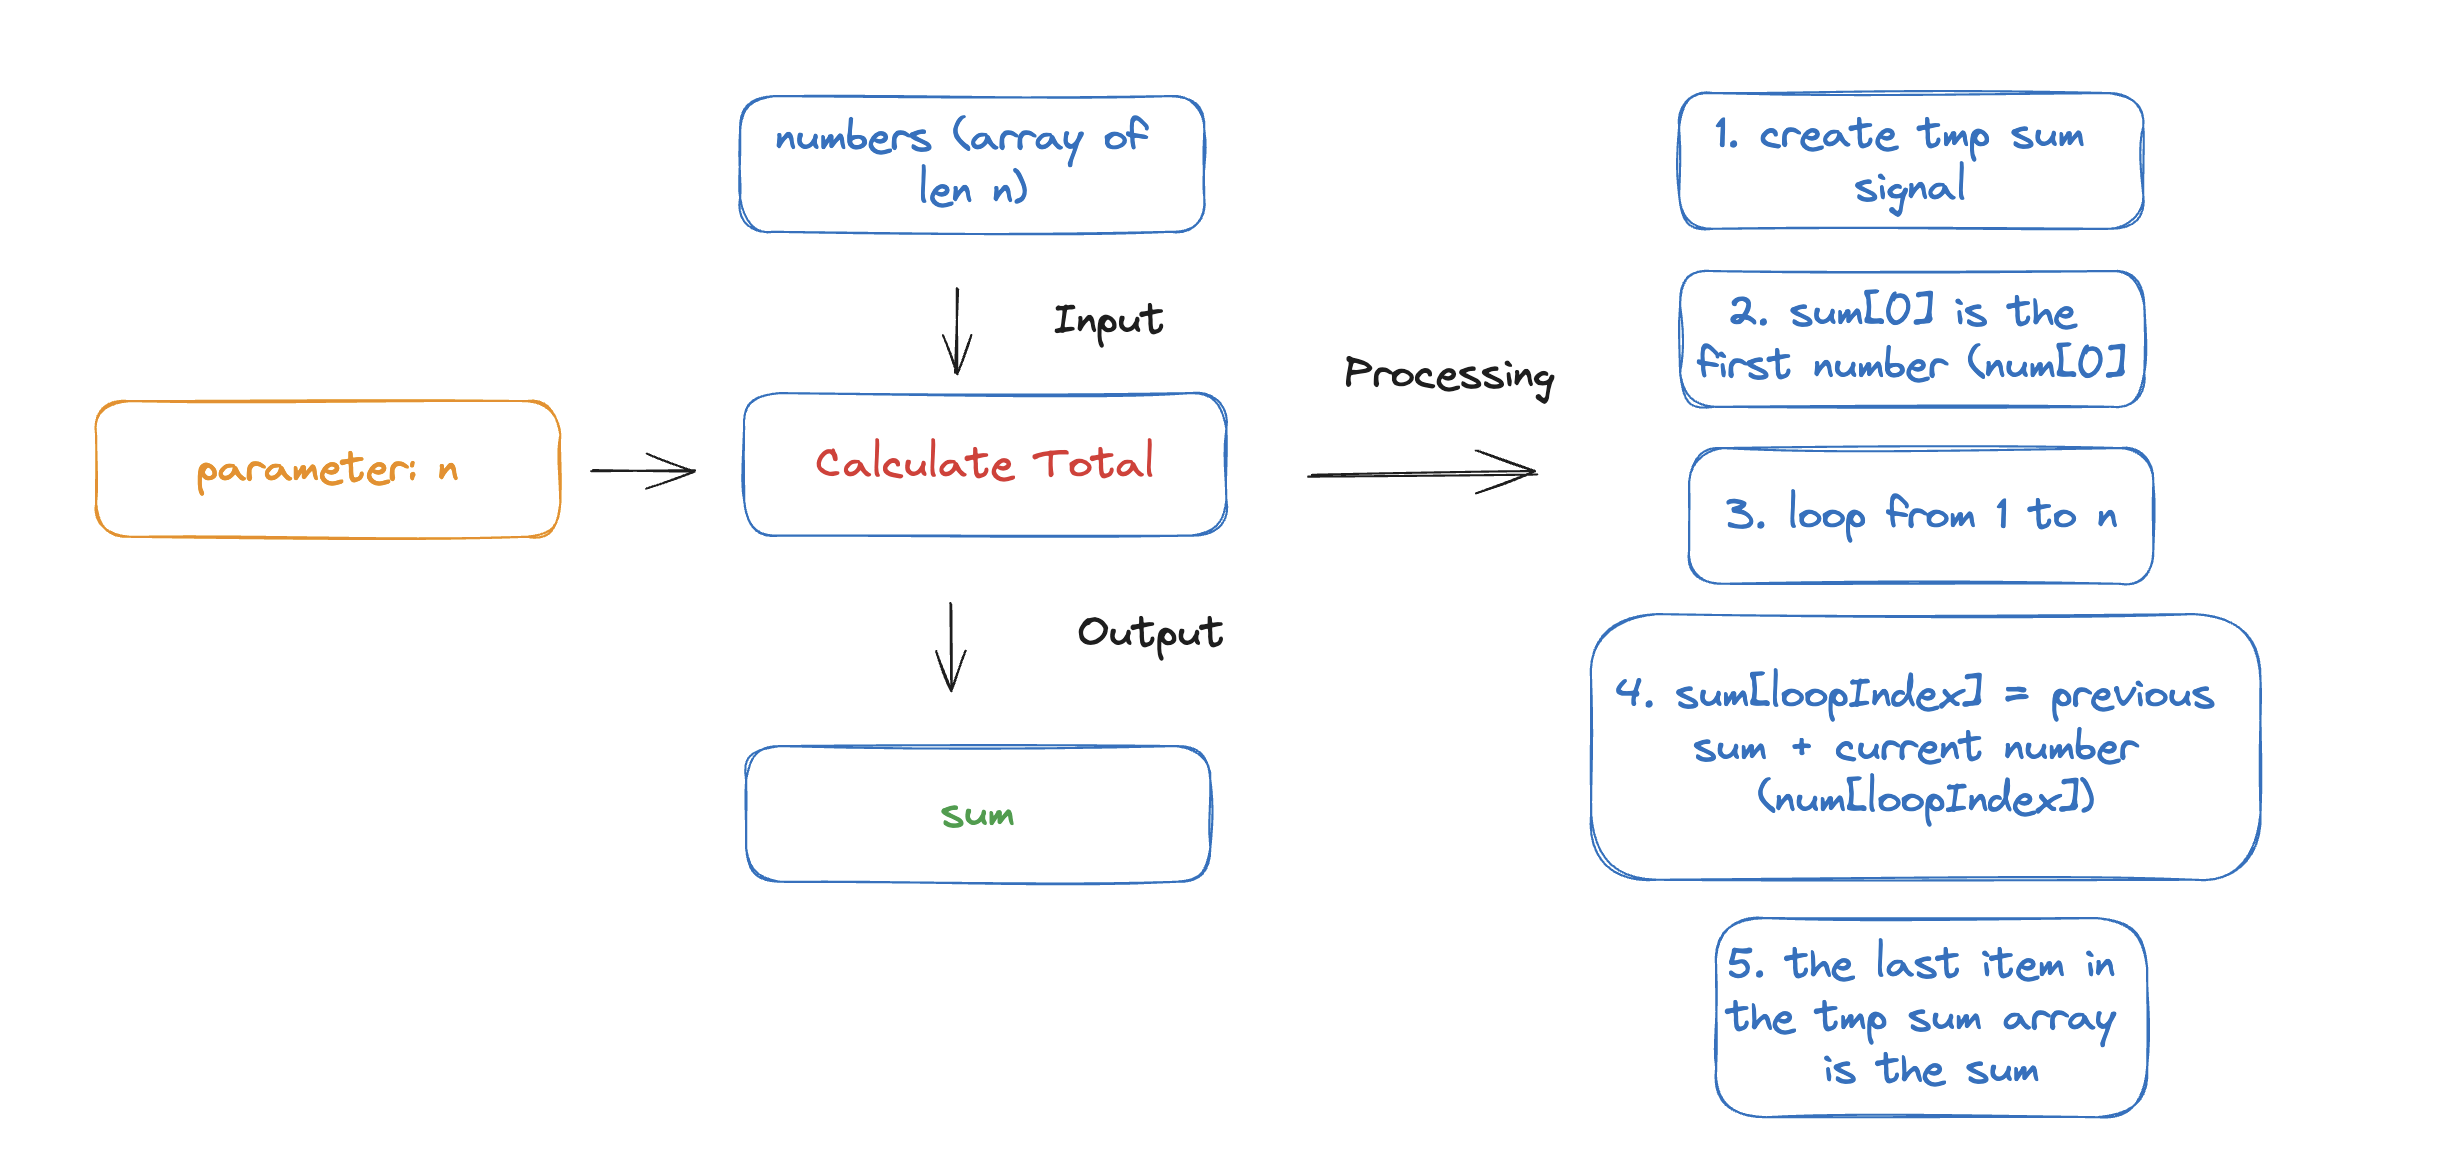 numbers (array of
len n)
Input
parameter: n
Calculate Total
Output
sum
Processing
1. create tmp sum
signal
2. sum[0] is the
first number (num[0]
3. loop from 1 to n
4. sum[loopIndex] = previous
sum + current number
(num[loopIndex])
5. the last item in
the tmp sum array
is the sum